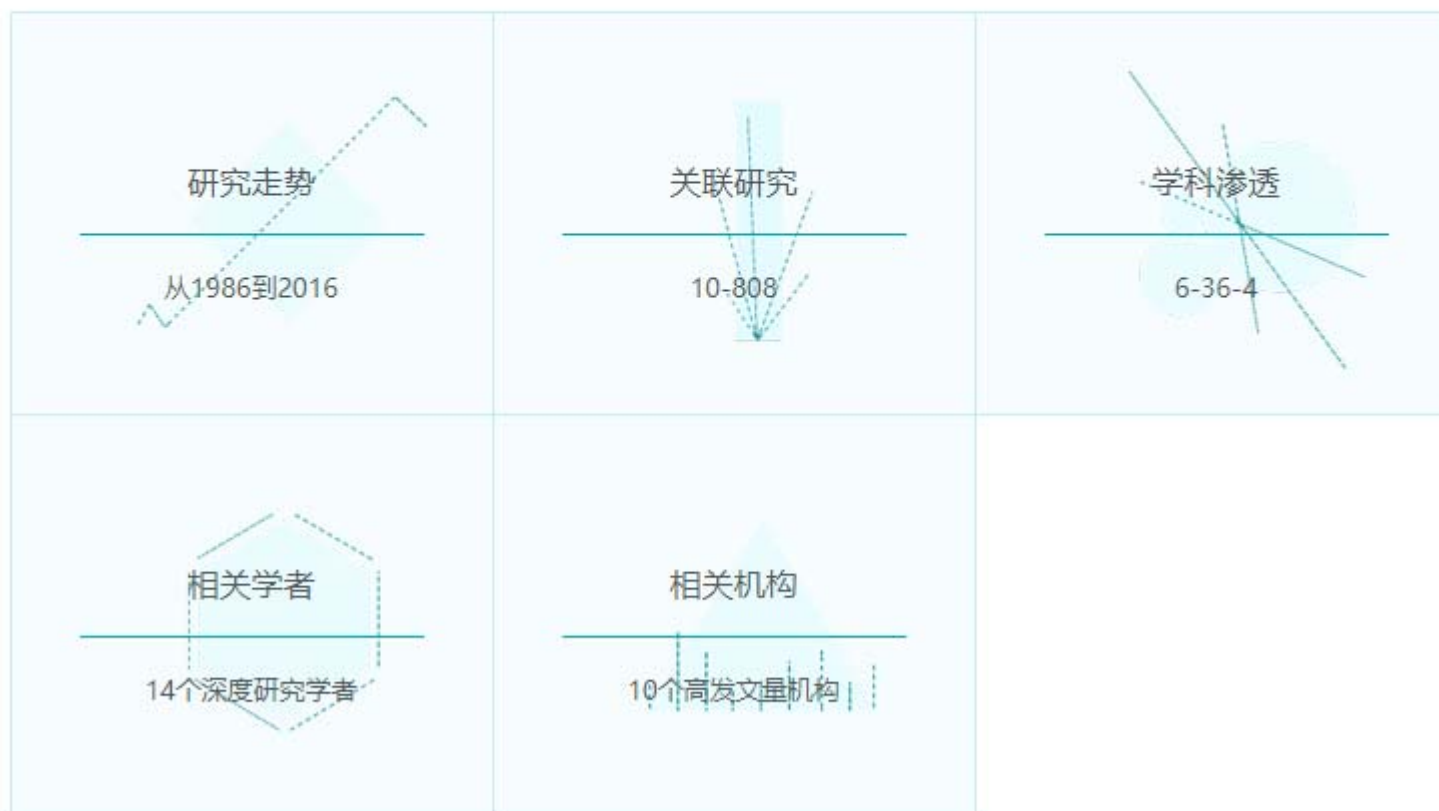 研究走势
从1986到2016
关联研究
10-808
学科渗透
6-36-4
相关学者
14个深度研究学者
相关机构
10个高发文量机构